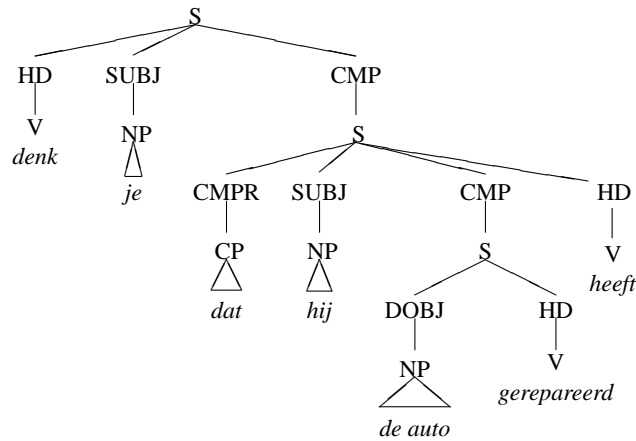 S
HD SUBJ CMP
V NP S
denk je
CMPR SUBJ CMP HD
CP NP S V
dat hij heeft
DOBJ HD
NP V
gerepareerd
de auto